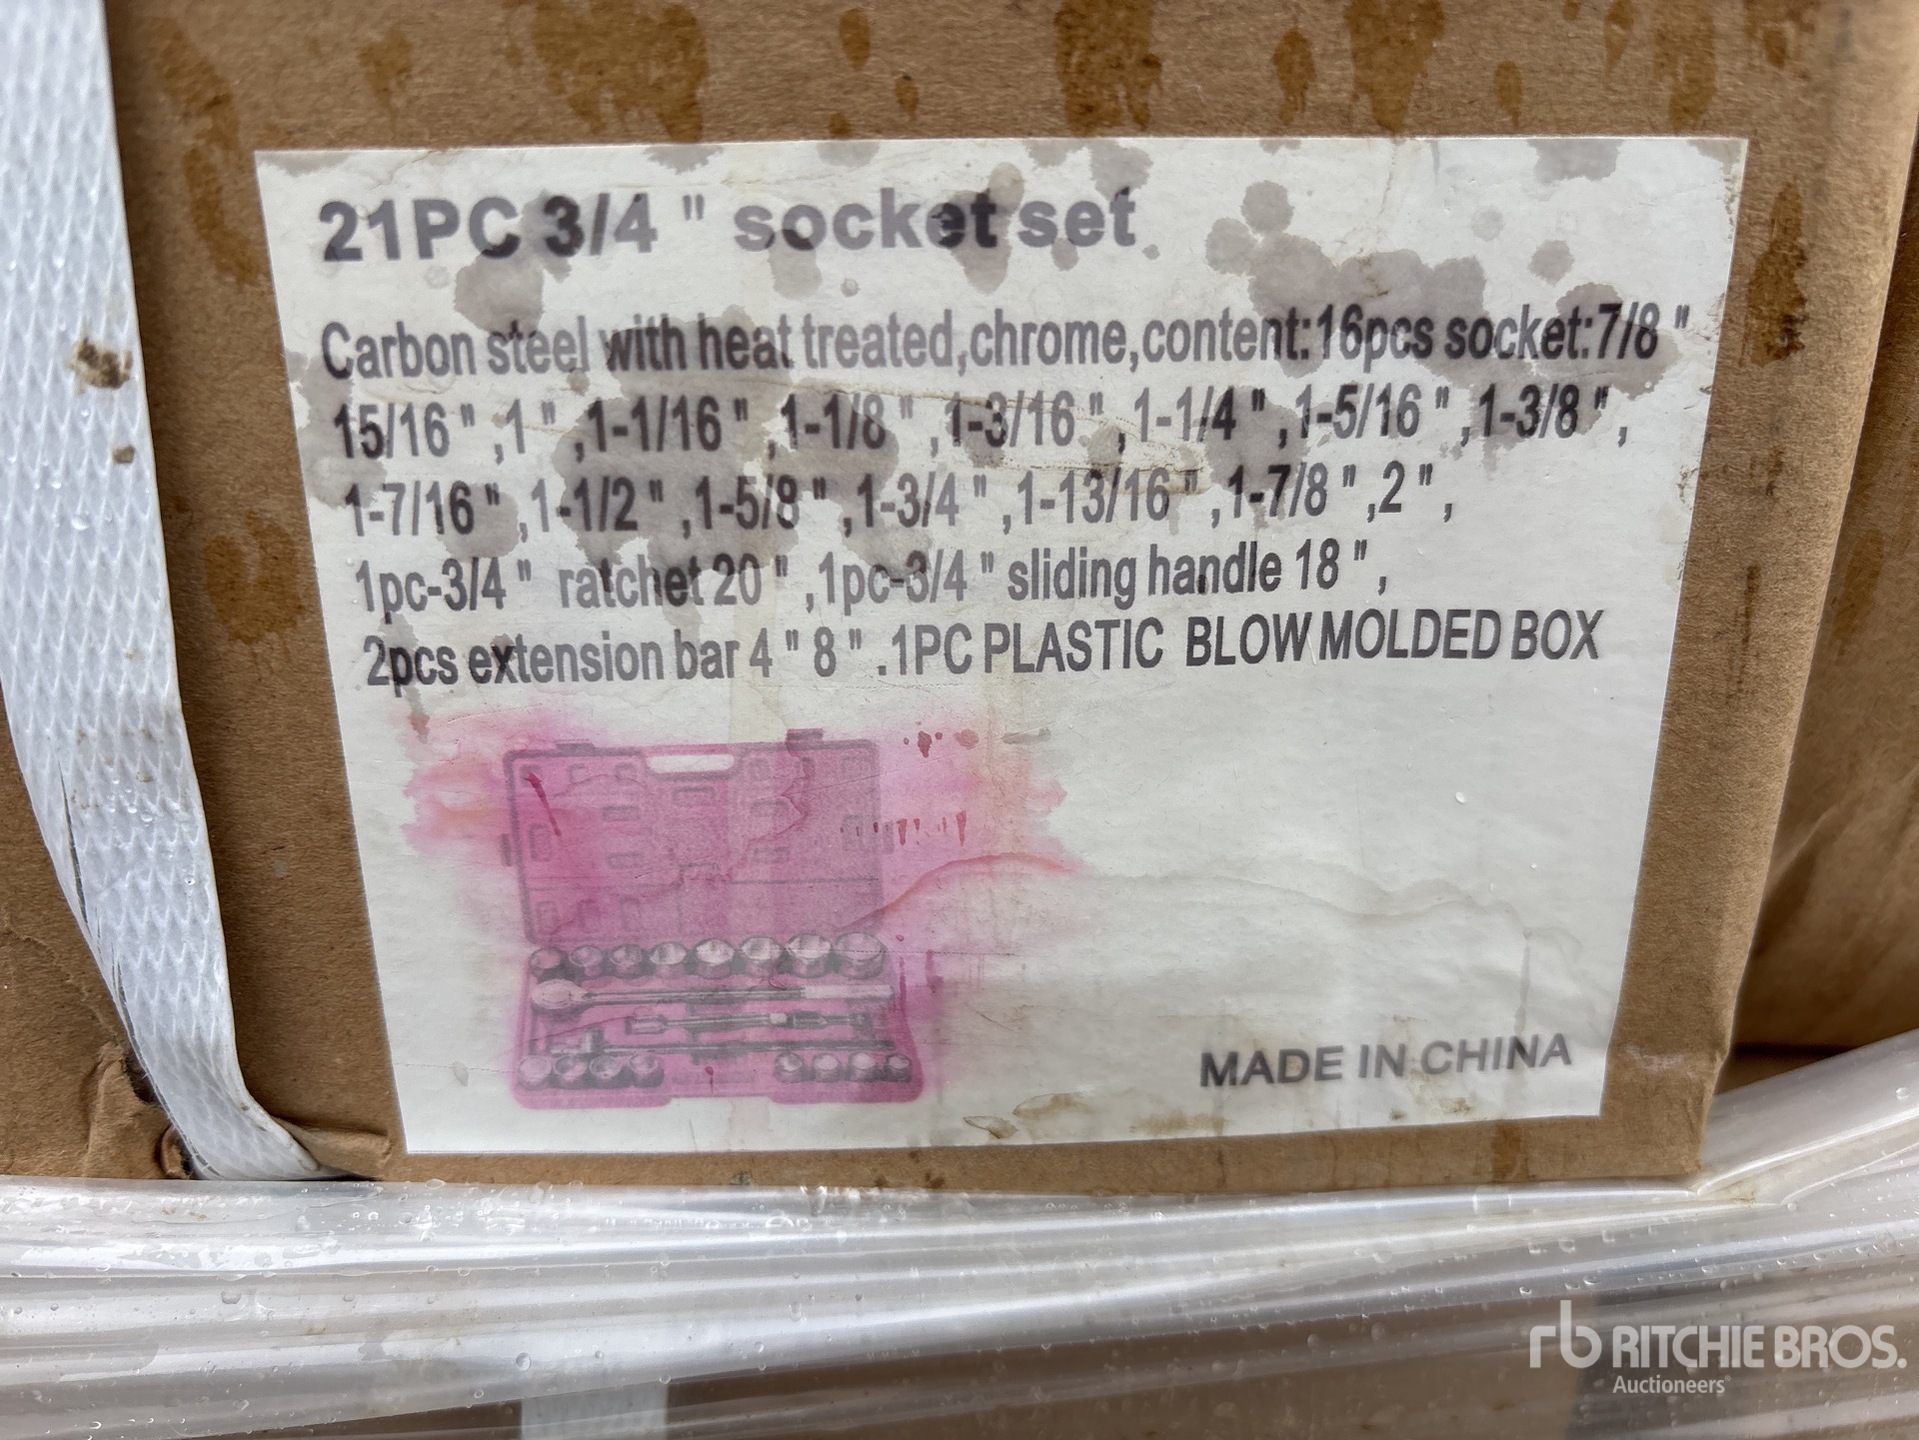 21PC 3/4 " socket set
Carbon steel with heat treated,chrome,content:16pcs socket:7/8 "
15/16 " ,1 " ,1-1/16 " ,1-1/8 " ,1-3/16 " ,1-1/4 " ,1-5/16 " ,1-3/8 " ,
1-7/16 " ,1-1/2 " ,1-5/8 " ,1-3/4 " ,1-13/16 " ,1-7/8 " ,2 " ,
1pc-3/4 " ratchet 20 " ,1pc-3/4 " sliding handle 18 " ,
2pcs extension bar 4 " 8 " .1PC PLASTIC BLOW MOLDED BOX
MADE IN CHINA
rb RITCHIE BROS.
Auctioneers